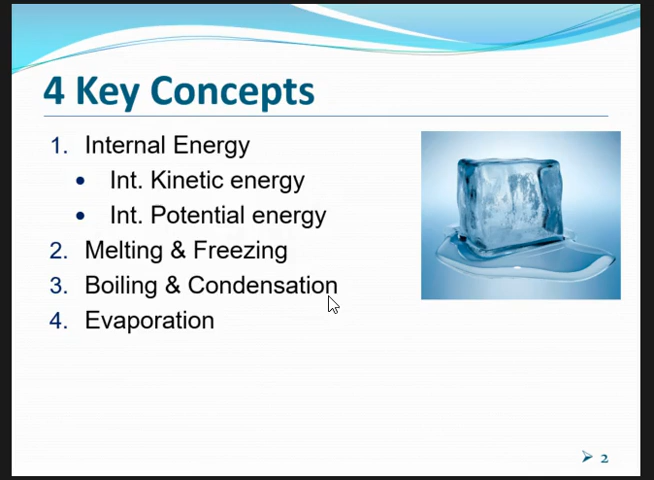 4 Key Concepts
1. Internal Energy
• Int. Kinetic energy
• Int. Potential energy
2. Melting & Freezing
3. Boiling & Condensation
4. Evaporation
➢ 2